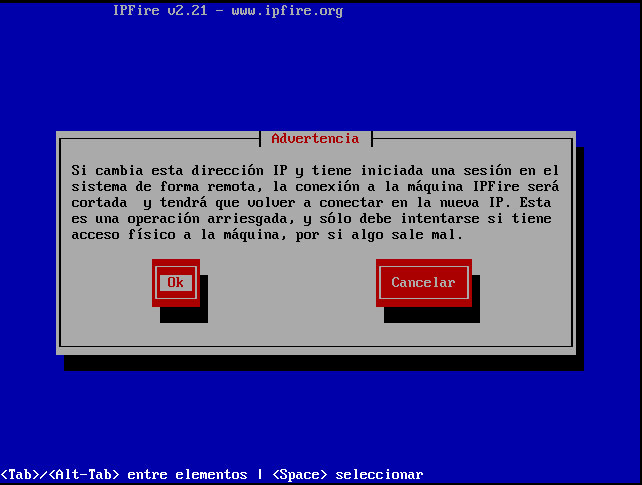 IPFire v2.21 - www.ipfire.org
Advertencia
Si cambia esta dirección IP y tiene iniciada una sesión en el
sistema de forma remota, la conexión a la máquina IPFire será
cortada  y tendrá que volver a conectar en la nueva IP. Esta
es una operación arriesgada, y sólo debe intentarse si tiene
acceso físico a la máquina, por si algo sale mal.
Ok
Cancelar
<Tab>/<Alt-Tab> entre elementos | <Space> seleccionar